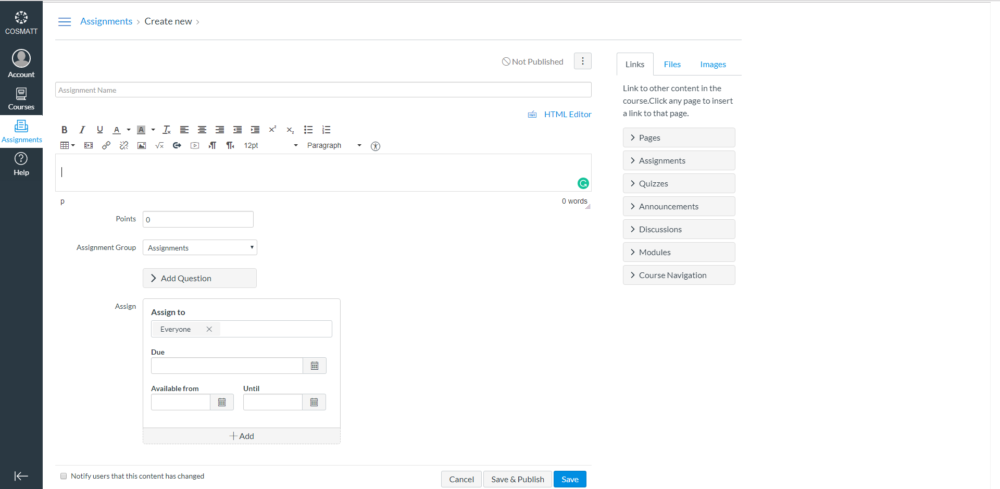 COSMATT
Account
Courses
Assignments
Help
Assignments › Create new ›
Not Published
Assignment Name
HTML Editor
B I U A A Tx x² x₂
√x 12pt Paragraph
p
0 words
Points 0
Assignment Group Assignments
Add Question
Assign
Assign to
Everyone
Due
Available from Until
Add
Notify users that this content has changed
Cancel Save & Publish Save
Links Files Images
Link to other content in the
course.Click any page to insert
a link to that page.
Pages
Assignments
Quizzes
Announcements
Discussions
Modules
Course Navigation